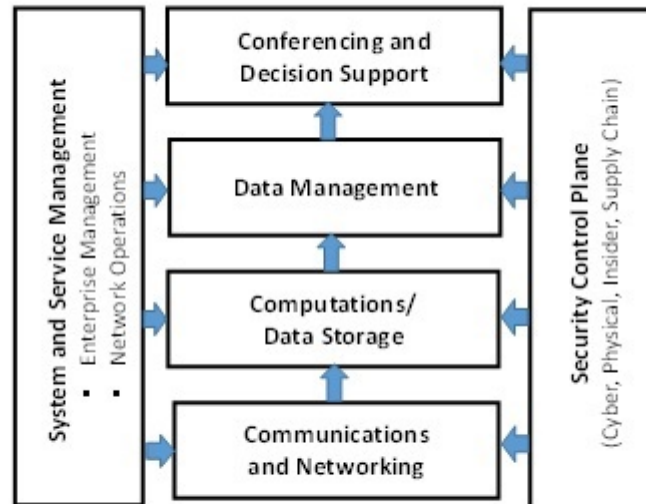 System and Service Management
▪ Enterprise Management
▪ Network Operations
Conferencing and
Decision Support
Data Management
Computations/
Data Storage
Communications
and Networking
Security Control Plane
(Cyber, Physical, Insider, Supply Chain)